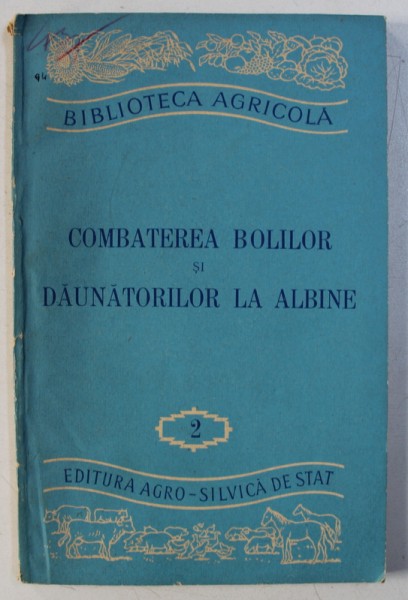 BIBLIOTECA AGRICOLĂ
COMBATEREA BOLILOR
ȘI
DĂUNĂTORILOR LA ALBINE
2
EDITURA AGRO-SILVICĂ DE STAT